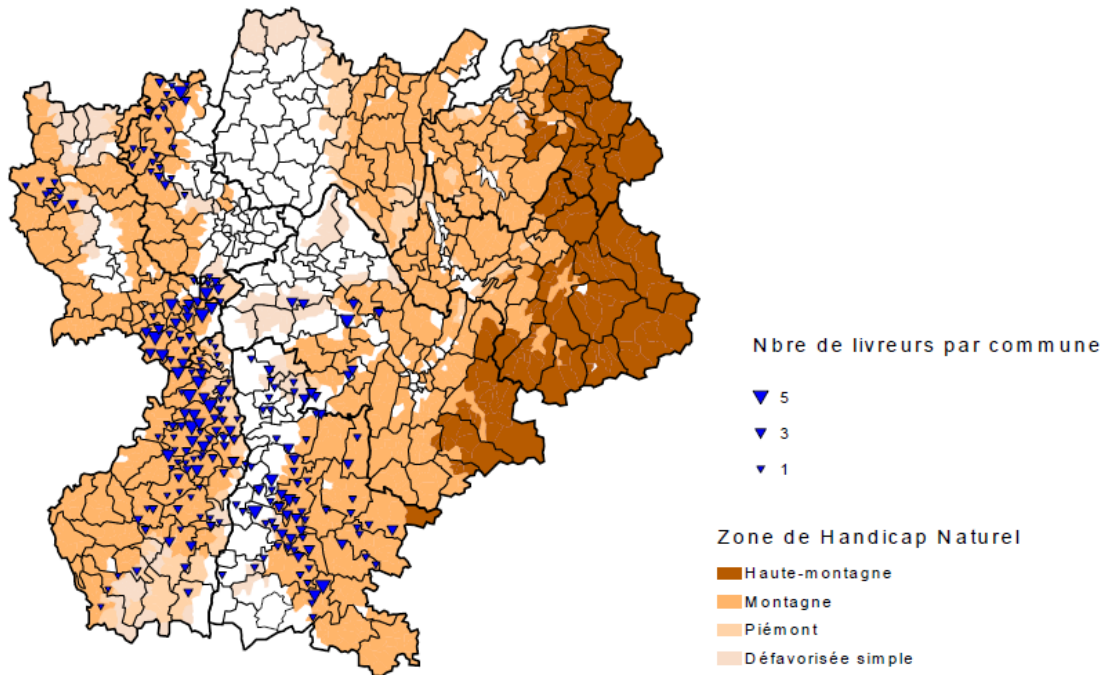 Nbre de livreurs par commune
5
3
1
Zone de Handicap Naturel
Haute-montagne
Montagne
Piémont
Défavorisée simple